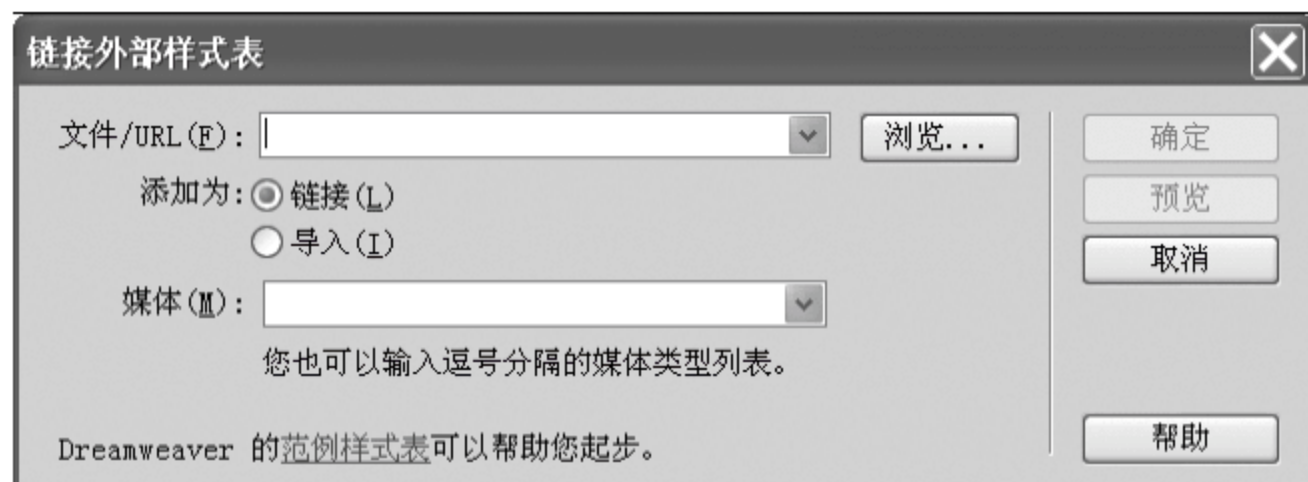 链接外部样式表
文件/URL(F): 浏览... 确定
添加为: 链接(L) 预览
导入(I) 取消
媒体(M):
您也可以输入逗号分隔的媒体类型列表。
Dreamweaver 的范例样式表可以帮助您起步。 帮助